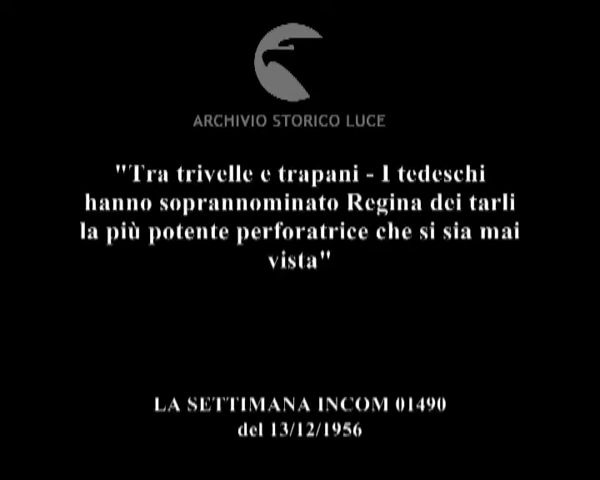 ARCHIVIO STORICO LUCE
"Tra trivelle e trapani - I tedeschi
hanno soprannominato Regina dei tarli
la più potente perforatrice che si sia mai
vista"
LA SETTIMANA INCOM 01490
del 13/12/1956